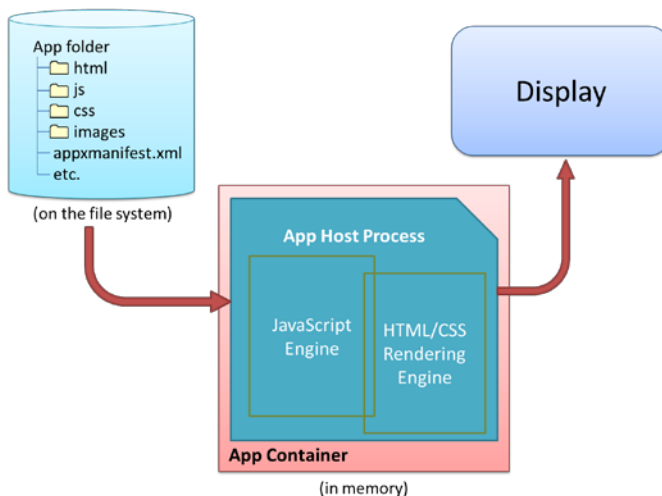 App folder
html
js
css
images
appxmanifest.xml
etc.
(on the file system)
Display
App Host Process
JavaScript
Engine
HTML/CSS
Rendering
Engine
App Container
(in memory)